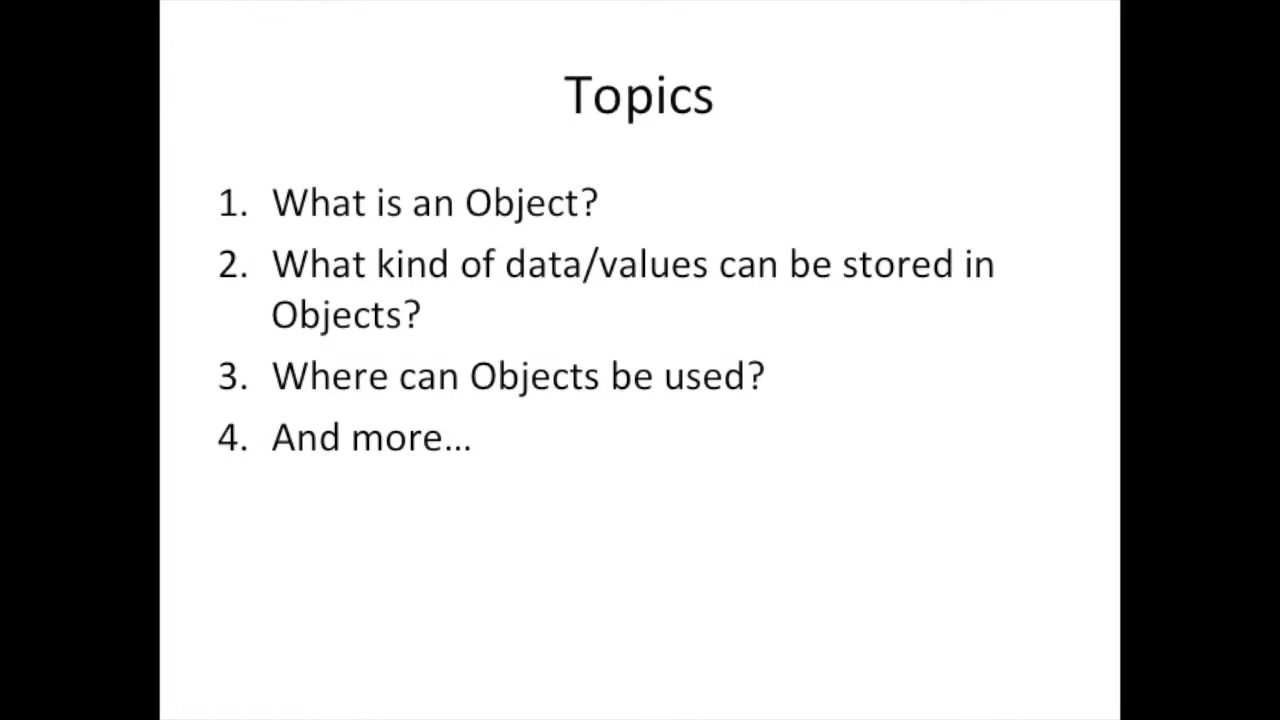 Topics
1. What is an Object?
2. What kind of data/values can be stored in
Objects?
3. Where can Objects be used?
4. And more...